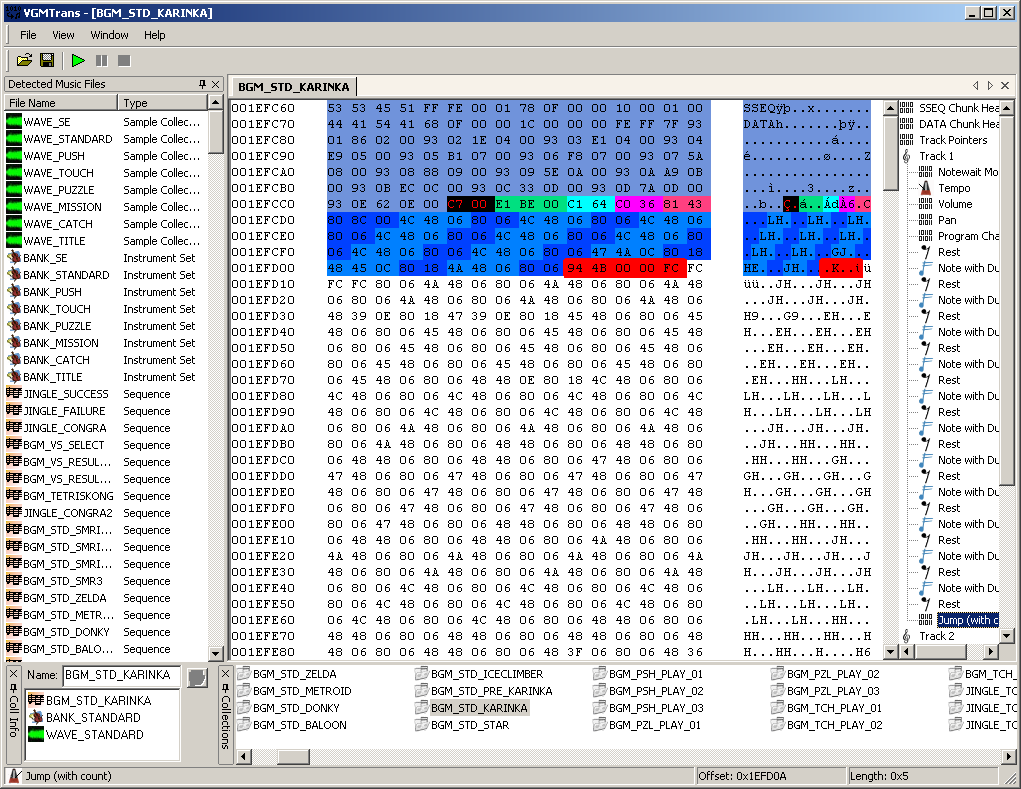 VGMTrans - [BGM_STD_KARINKA]
File View Window Help
Detected Music Files
File Name Type
WAVE_SE Sample Collec...
WAVE_STANDARD Sample Collec...
WAVE_PUSH Sample Collec...
WAVE_TOUCH Sample Collec...
WAVE_PUZZLE Sample Collec...
WAVE_MISSION Sample Collec...
WAVE_CATCH Sample Collec...
WAVE_TITLE Sample Collec...
BANK_SE Instrument Set
BANK_STANDARD Instrument Set
BANK_PUSH Instrument Set
BANK_TOUCH Instrument Set
BANK_PUZZLE Instrument Set
BANK_MISSION Instrument Set
BANK_CATCH Instrument Set
BANK_TITLE Instrument Set
JINGLE_SUCCESS Sequence
JINGLE_FAILURE Sequence
JINGLE_CONGRA Sequence
BGM_VS_SELECT Sequence
BGM_VS_RESUL... Sequence
BGM_VS_RESUL... Sequence
BGM_TETRISKONG Sequence
JINGLE_CONGRA2 Sequence
BGM_STD_SMRI... Sequence
BGM_STD_SMRI... Sequence
BGM_STD_SMRI... Sequence
BGM_STD_SMR3 Sequence
BGM_STD_ZELDA Sequence
BGM_STD_METR... Sequence
BGM_STD_DONKY Sequence
BGM_STD_BALO... Sequence
BGM_STD_KARINKA
001EFC60 53 53 45 51 FF FE 00 01 78 0F 00 00 10 00 01 00 SSEQÿþ..x.......
001EFC70 44 41 54 41 68 0F 00 00 1C 00 00 00 FE FF 7F 93 DATAh.......þÿ..
001EFC80 01 86 02 00 93 02 1E 04 00 93 03 E1 04 00 93 04 ...........á....
001EFC90 E9 05 00 93 05 B1 07 00 93 06 F8 07 00 93 07 5A
001EFCA0 08 00 93 08 88 09 00 93 09 5E 0A 00 93 0A A9 0B
001EFCB0 00 93 0B EC 0C 00 93 0C 33 0D 00 93 0D 7A 0D 00 ...ì....3....z..
001EFCC0 93 0E 62 0E 00 C7 00 E1 BE 00 C1 64 C0 36 81 43
001EFCD0 80 8C 00 4C 48 06 80 06 4C 48 06 80 06 4C 48 06 ...LH...LH...LH.
001EFCE0 80 06 4C 48 06 80 06 4C 48 06 80 06 4C 48 06 80 ..LH...LH...LH..
001EFCF0 06 4C 48 06 80 06 4C 48 06 80 06 47 4A 0C 80 18 .LH...LH...GJ...
001EFD00 48 45 0C 80 18 4A 48 06 80 06 94 4B 00 00 FC FC HE...JH....K..üü
001EFD10 FC FC 80 06 4A 48 06 80 06 4A 48 06 80 06 4A 48 üü..JH...JH...JH
001EFD20 06 80 06 4A 48 06 80 06 4A 48 06 80 06 4A 48 06 ...JH...JH...JH.
001EFD30 48 39 0E 80 18 47 39 0E 80 18 45 48 06 80 06 45 H9...G9...EH...E
001EFD40 48 06 80 06 45 48 06 80 06 45 48 06 80 06 45 48 H...EH...EH...EH
001EFD50 06 80 06 45 48 06 80 06 45 48 06 80 06 45 48 06 ...EH...EH...EH.
001EFD60 80 06 45 48 06 80 06 45 48 06 80 06 45 48 06 80 ..EH...EH...EH..
001EFD70 06 45 48 06 80 06 48 48 0E 80 18 4C 48 06 80 06 .EH...HH...LH...
001EFD80 4C 48 06 80 06 4C 48 06 80 06 4C 48 06 80 06 4C LH...LH...LH...L
001EFD90 48 06 80 06 4C 48 06 80 06 4C 48 06 80 06 4C 48 H...LH...LH...LH
001EFDA0 06 80 06 4A 48 06 80 06 4A 48 06 80 06 4A 48 06 ...JH...JH...JH.
001EFDB0 80 06 4A 48 06 80 06 48 48 06 80 06 48 48 06 80 ..JH...HH...HH..
001EFDC0 06 48 48 06 80 06 48 48 06 80 06 47 48 06 80 06 .HH...HH...GH...
001EFDD0 47 48 06 80 06 47 48 06 80 06 47 48 06 80 06 47 GH...GH...GH...G
001EFDE0 48 06 80 06 47 48 06 80 06 47 48 06 80 06 47 48 H...GH...GH...GH
001EFDF0 06 80 06 47 48 06 80 06 47 48 06 80 06 47 48 06 ...GH...GH...GH.
001EFE00 80 06 47 48 06 80 06 48 48 06 80 06 48 48 06 80 ..GH...HH...HH..
001EFE10 06 48 48 06 80 06 48 48 06 80 06 4A 48 06 80 06 .HH...HH...JH...
001EFE20 4A 48 06 80 06 4A 48 06 80 06 4A 48 06 80 06 4A JH...JH...JH...J
001EFE30 48 06 80 06 4A 48 06 80 06 4A 48 06 80 06 4A 48 H...JH...JH...JH
001EFE40 06 80 06 4C 48 06 80 06 4C 48 06 80 06 4C 48 06 ...LH...LH...LH.
001EFE50 80 06 4C 48 06 80 06 4C 48 06 80 06 4C 48 06 80 ..LH...LH...LH..
001EFE60 06 4C 48 06 80 06 4C 48 06 80 06 48 48 06 80 06 .LH...LH...HH...
001EFE70 48 48 06 80 06 48 48 06 80 06 48 48 06 80 06 48 HH...HH...HH...H
001EFE80 48 06 80 06 48 48 06 80 06 48 3F 06 80 06 48 36 H...HH...H?...H6
SSEQ Chunk Hea
DATA Chunk Hea
Track Pointers
Track 1
Notewait Mo
Tempo
Volume
Pan
Program Cha
Rest
Note with Du
Rest
Note with Du
Rest
Note with Du
Rest
Note with Du
Rest
Note with Du
Rest
Note with Du
Rest
Note with Du
Rest
Note with Du
Rest
Note with Du
Rest
Note with Du
Rest
Note with Du
Rest
Jump (with c
Track 2
Coll Info
Name: BGM_STD_KARINKA
BGM_STD_KARINKA
BANK_STANDARD
WAVE_STANDARD
Collections
BGM_STD_ZELDA BGM_STD_ICECLIMBER BGM_PSH_PLAY_01 BGM_PZL_PLAY_02 BGM_TCH_
BGM_STD_METROID BGM_STD_PRE_KARINKA BGM_PSH_PLAY_02 BGM_PZL_PLAY_03 JINGLE_TC
BGM_STD_DONKY BGM_STD_KARINKA BGM_PSH_PLAY_03 BGM_TCH_PLAY_01 JINGLE_TC
BGM_STD_BALOON BGM_STD_STAR BGM_PZL_PLAY_01 BGM_TCH_PLAY_02 JINGLE_TC
Jump (with count) Offset: 0x1EFD0A Length: 0x5